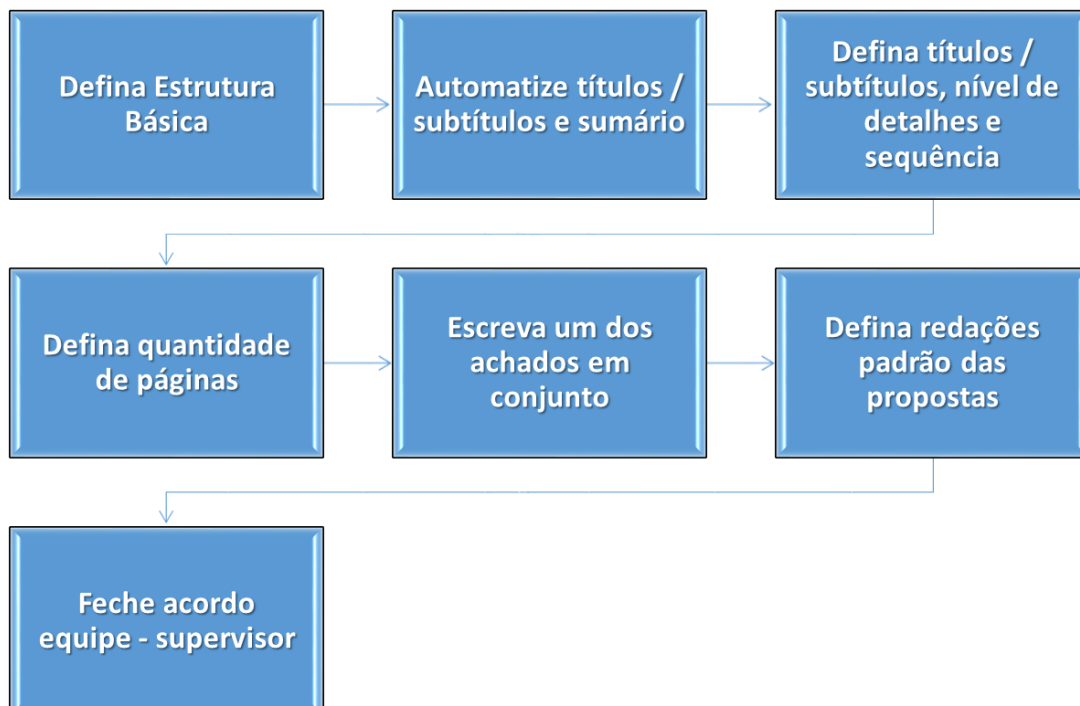 Defina Estrutura
Básica
Automatize títulos /
subtítulos e sumário
Defina títulos /
subtítulos, nível de
detalhes e
sequência
Defina quantidade
de páginas
Escreva um dos
achados em
conjunto
Defina redações
padrão das
propostas
Feche acordo
equipe - supervisor